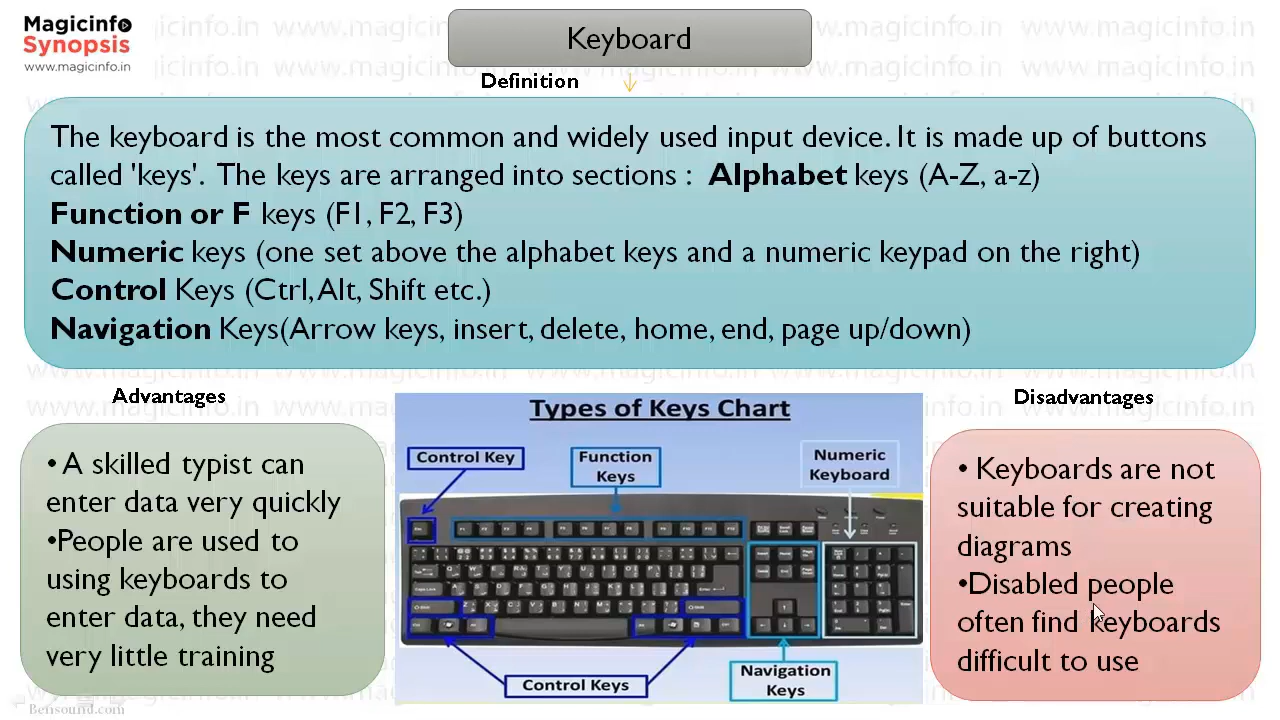 Magicinfo
Synopsis
www.magicinfo.in
Keyboard
Definition
The keyboard is the most common and widely used input device. It is made up of buttons
called 'keys'. The keys are arranged into sections : Alphabet keys (A-Z, a-z)
Function or F keys (F1, F2, F3)
Numeric keys (one set above the alphabet keys and a numeric keypad on the right)
Control Keys (Ctrl, Alt, Shift etc.)
Navigation Keys(Arrow keys, insert, delete, home, end, page up/down)
Advantages
• A skilled typist can
enter data very quickly
•People are used to
using keyboards to
enter data, they need
very little training
Types of Keys Chart
Control Key
Function
Keys
Numeric
Keyboard
Control Keys
Navigation
Keys
Disadvantages
• Keyboards are not
suitable for creating
diagrams
•Disabled people
often find keyboards
difficult to use
Bensound.com